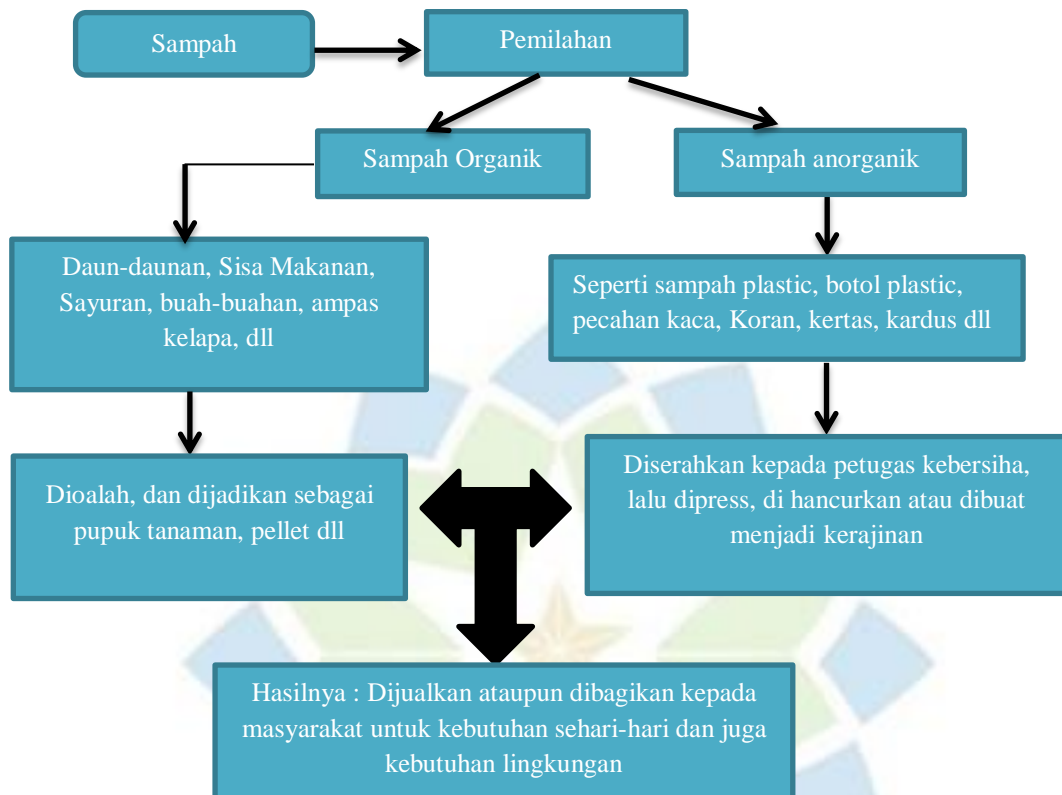 Sampah
Pemilahan
Sampah Organik
Sampah anorganik
Daun-daunan, Sisa Makanan,
Sayuran, buah-buahan, ampas
kelapa, dll
Seperti sampah plastic, botol plastic,
pecahan kaca, Koran, kertas, kardus dll
Dioalah, dan dijadikan sebagai
pupuk tanaman, pellet dll
Diserahkan kepada petugas kebersiha,
lalu dipress, di hancurkan atau dibuat
menjadi kerajinan
Hasilnya : Dijualkan ataupun dibagikan kepada
masyarakat untuk kebutuhan sehari-hari dan juga
kebutuhan lingkungan